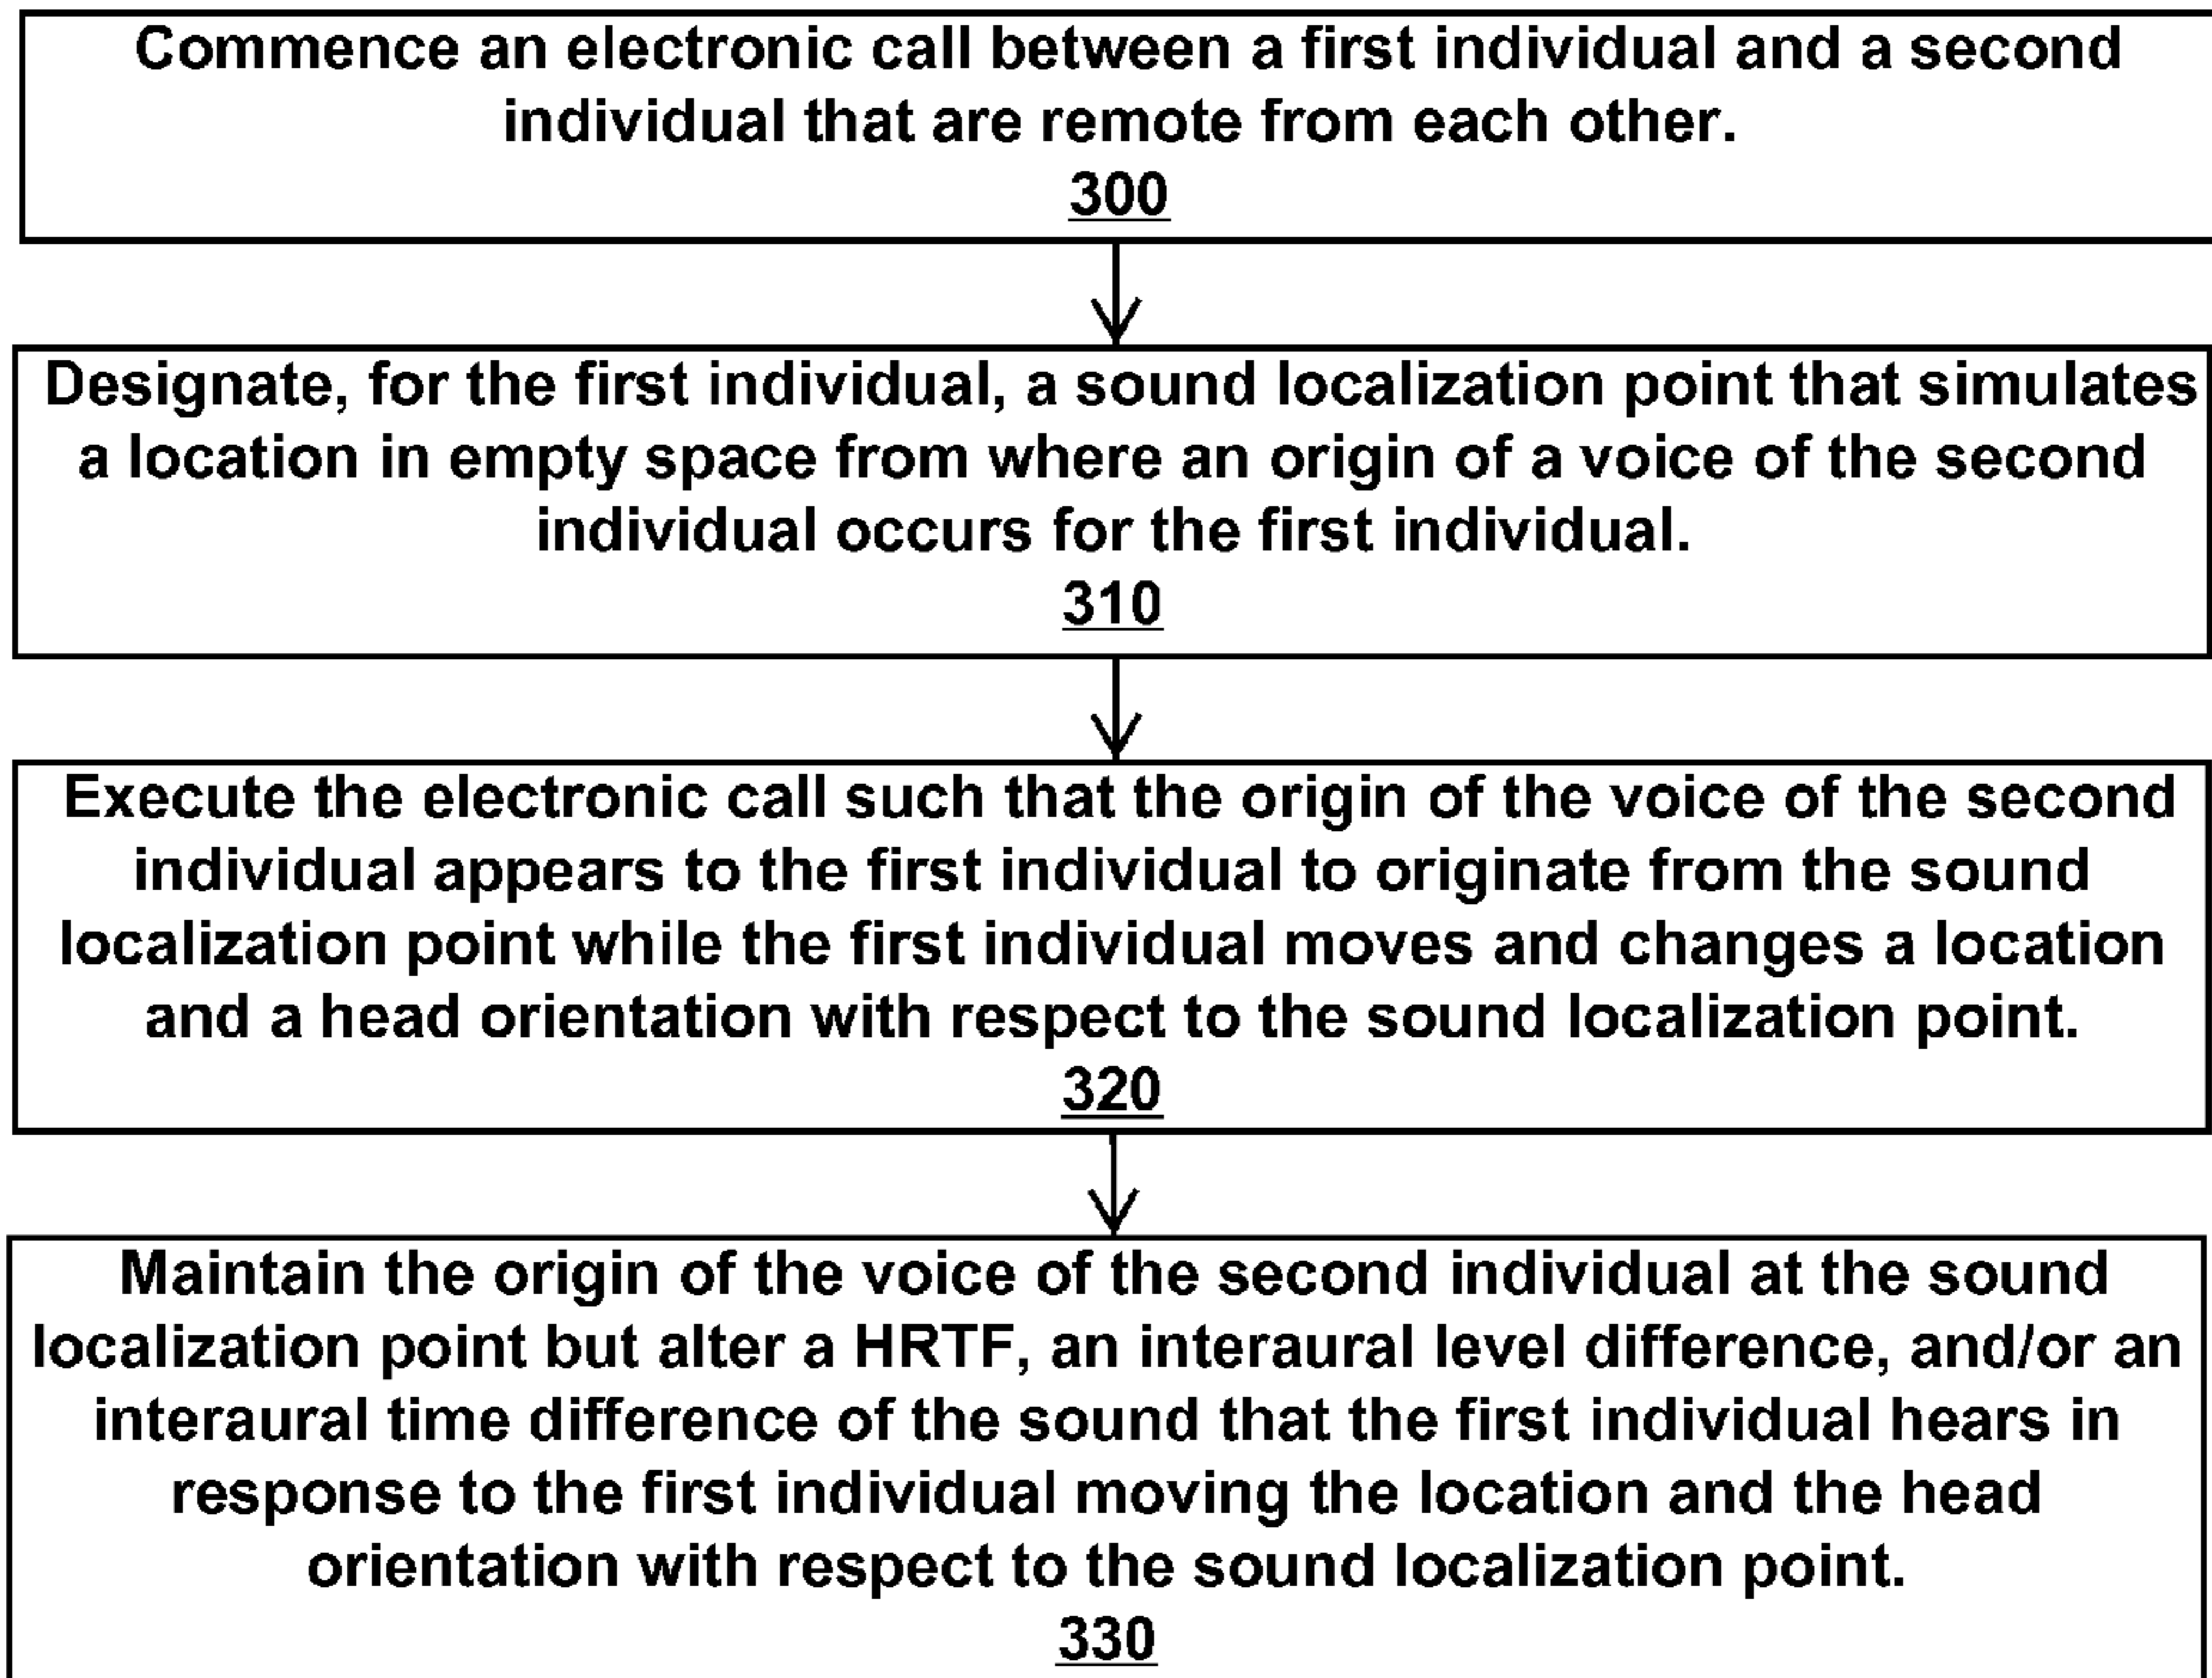 Commence an electronic call between a first individual and a second
individual that are remote from each other.
300
Designate, for the first individual, a sound localization point that simulates
a location in empty space from where an origin of a voice of the second
individual occurs for the first individual.
310
Execute the electronic call such that the origin of the voice of the second
individual appears to the first individual to originate from the sound
localization point while the first individual moves and changes a location
and a head orientation with respect to the sound localization point.
320
Maintain the origin of the voice of the second individual at the sound
localization point but alter a HRTF, an interaural level difference, and/or an
interaural time difference of the sound that the first individual hears in
response to the first individual moving the location and the head
orientation with respect to the sound localization point.
330